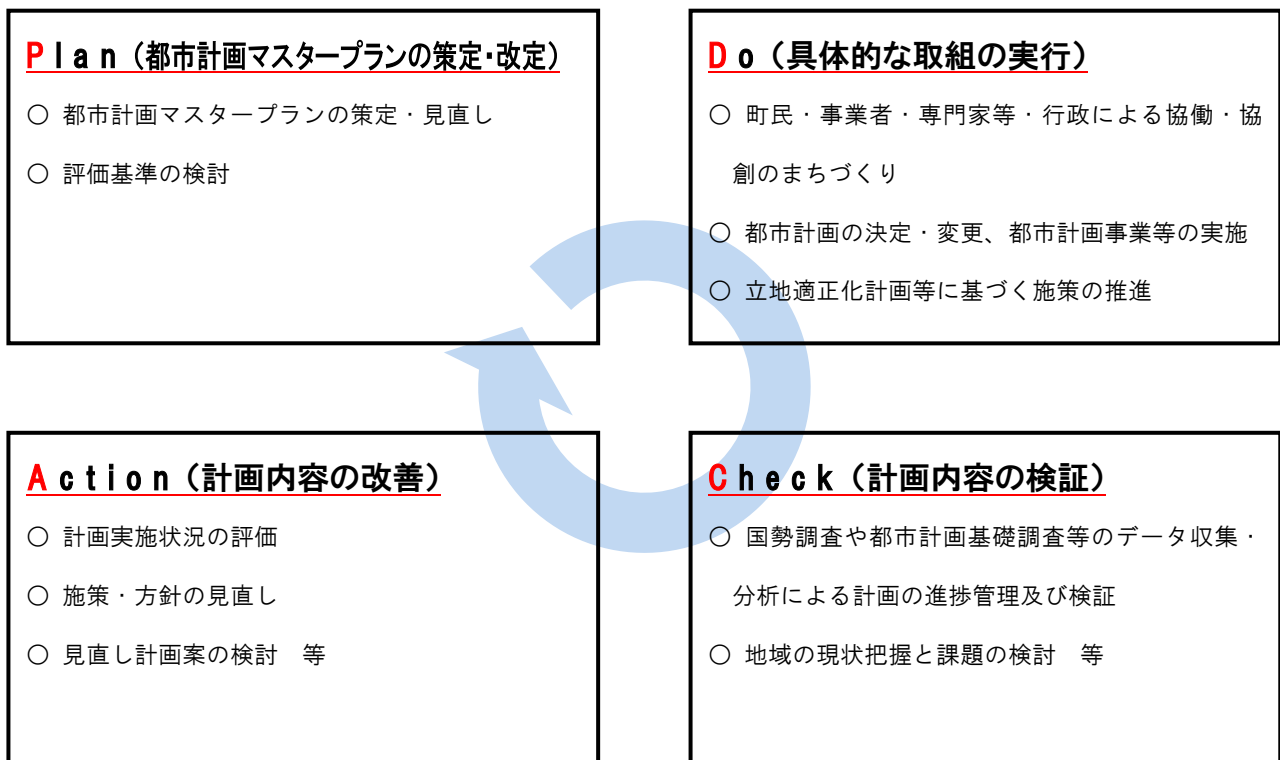 Plan（都市計画マスタープランの策定・改定）
○ 都市計画マスタープランの策定・見直し
○ 評価基準の検討
Do（具体的な取組の実行）
○ 町民・事業者・専門家等・行政による協働・協
創のまちづくり
○ 都市計画の決定・変更、都市計画事業等の実施
○ 立地適正化計画等に基づく施策の推進
Action（計画内容の改善）
○ 計画実施状況の評価
○ 施策・方針の見直し
○ 見直し計画案の検討　等
Check（計画内容の検証）
○ 国勢調査や都市計画基礎調査等のデータ収集・
分析による計画の進捗管理及び検証
○ 地域の現状把握と課題の検討　等